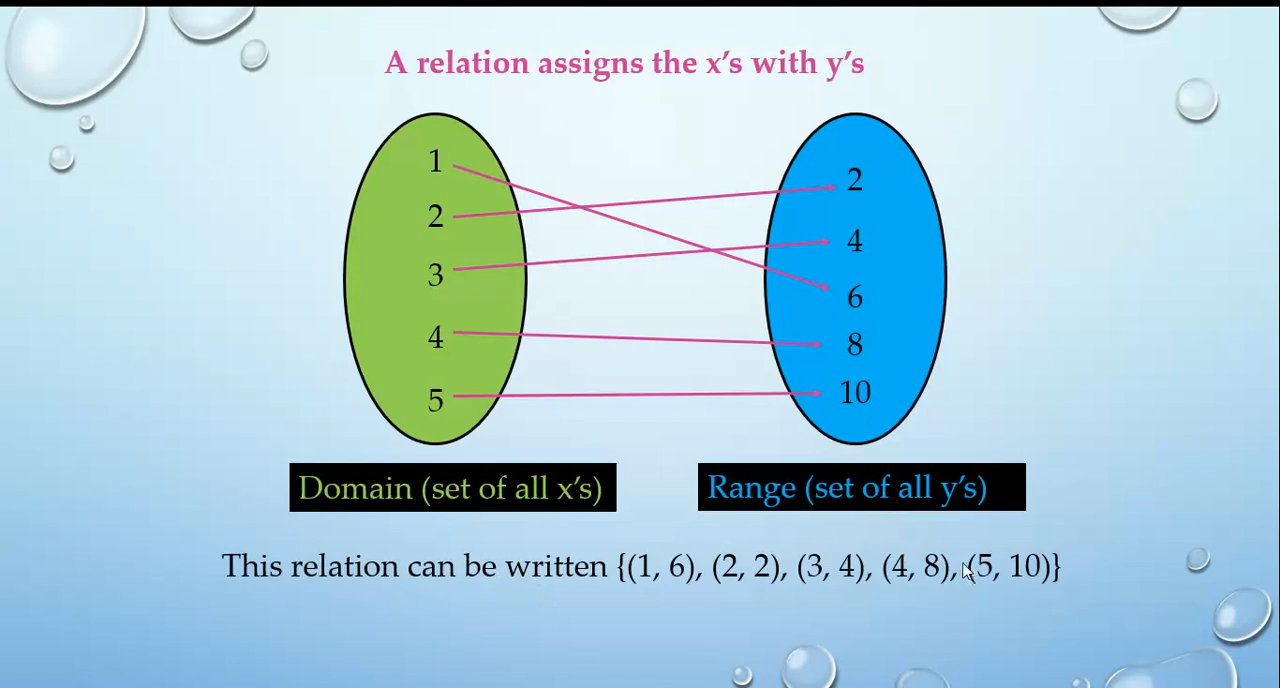 A relation assigns the x’s with y’s
1
2
3
4
5
2
4
6
8
10
Domain (set of all x’s)
Range (set of all y’s)
This relation can be written {(1, 6), (2, 2), (3, 4), (4, 8), (5, 10)}